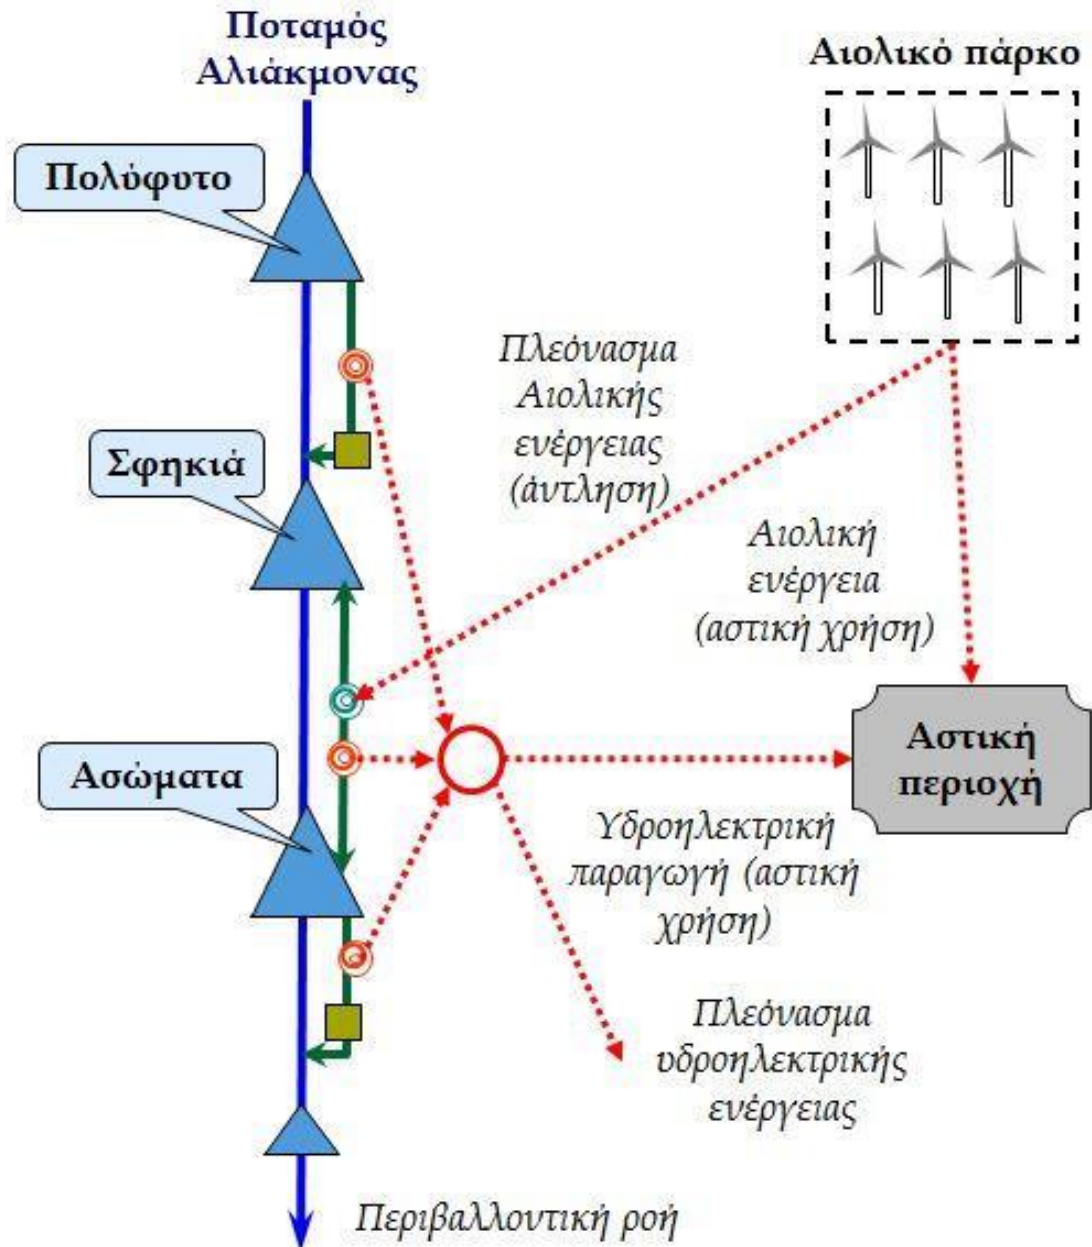 Ποταμός
Αλιάκμονας
Αιολικό πάρκο
Πολύφυτο
Πλεόνασμα
Αιολικής
ενέργειας
(άντληση)
Σφηκιά
Αιολική
ενέργεια
(αστική χρήση)
Ασώματα
Αστική
περιοχή
Υδροηλεκτρική
παραγωγή (αστική
χρήση)
Πλεόνασμα
υδροηλεκτρικής
ενέργειας
Περιβαλλοντική ροή